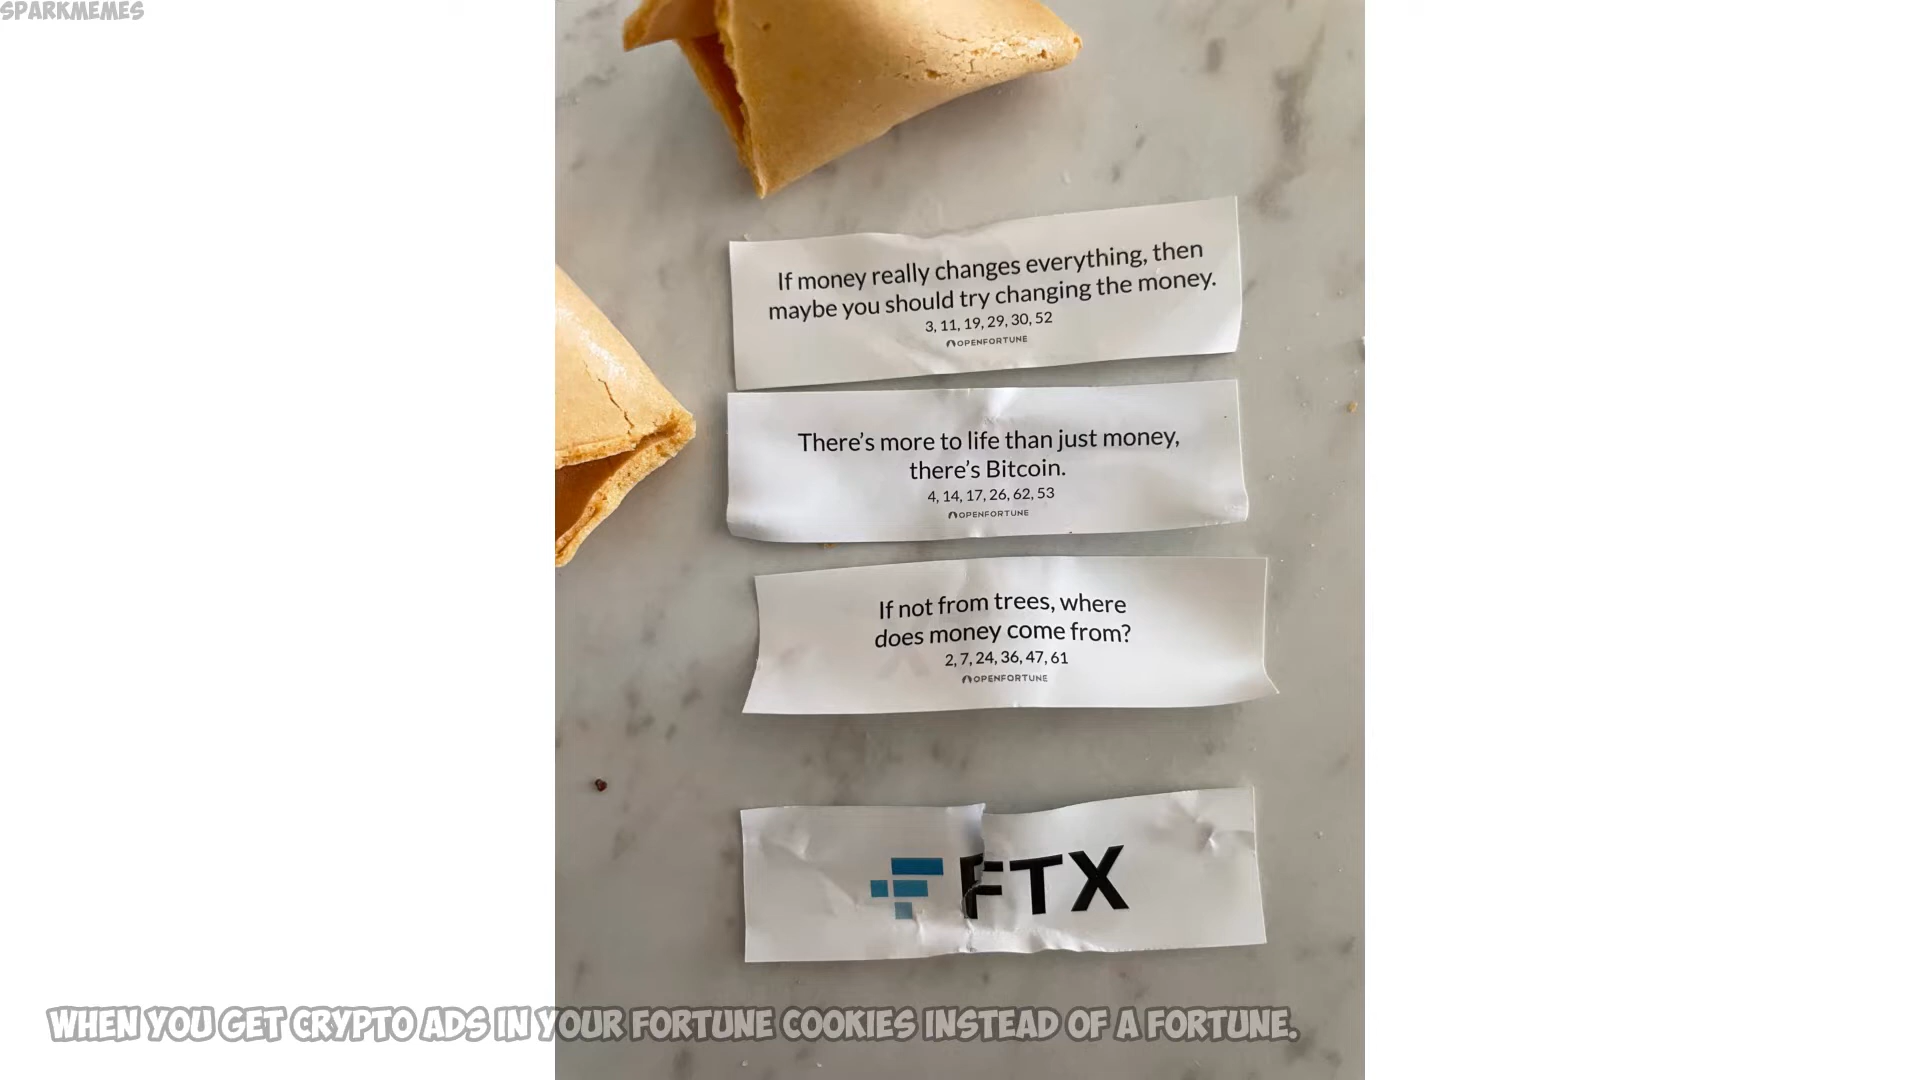 SPARKMEMES
If money really changes everything, then
maybe you should try changing the money.
3, 11, 19, 29, 30, 52
OPENFORTUNE
There's more to life than just money,
there's Bitcoin.
4, 14, 17, 26, 62, 53
OPENFORTUNE
If not from trees, where
does money come from?
2, 7, 24, 36, 47, 61
OPENFORTUNE
FTX
WHEN YOU GET CRYPTO ADS IN YOUR FORTUNE COOKIES INSTEAD OF A FORTUNE.